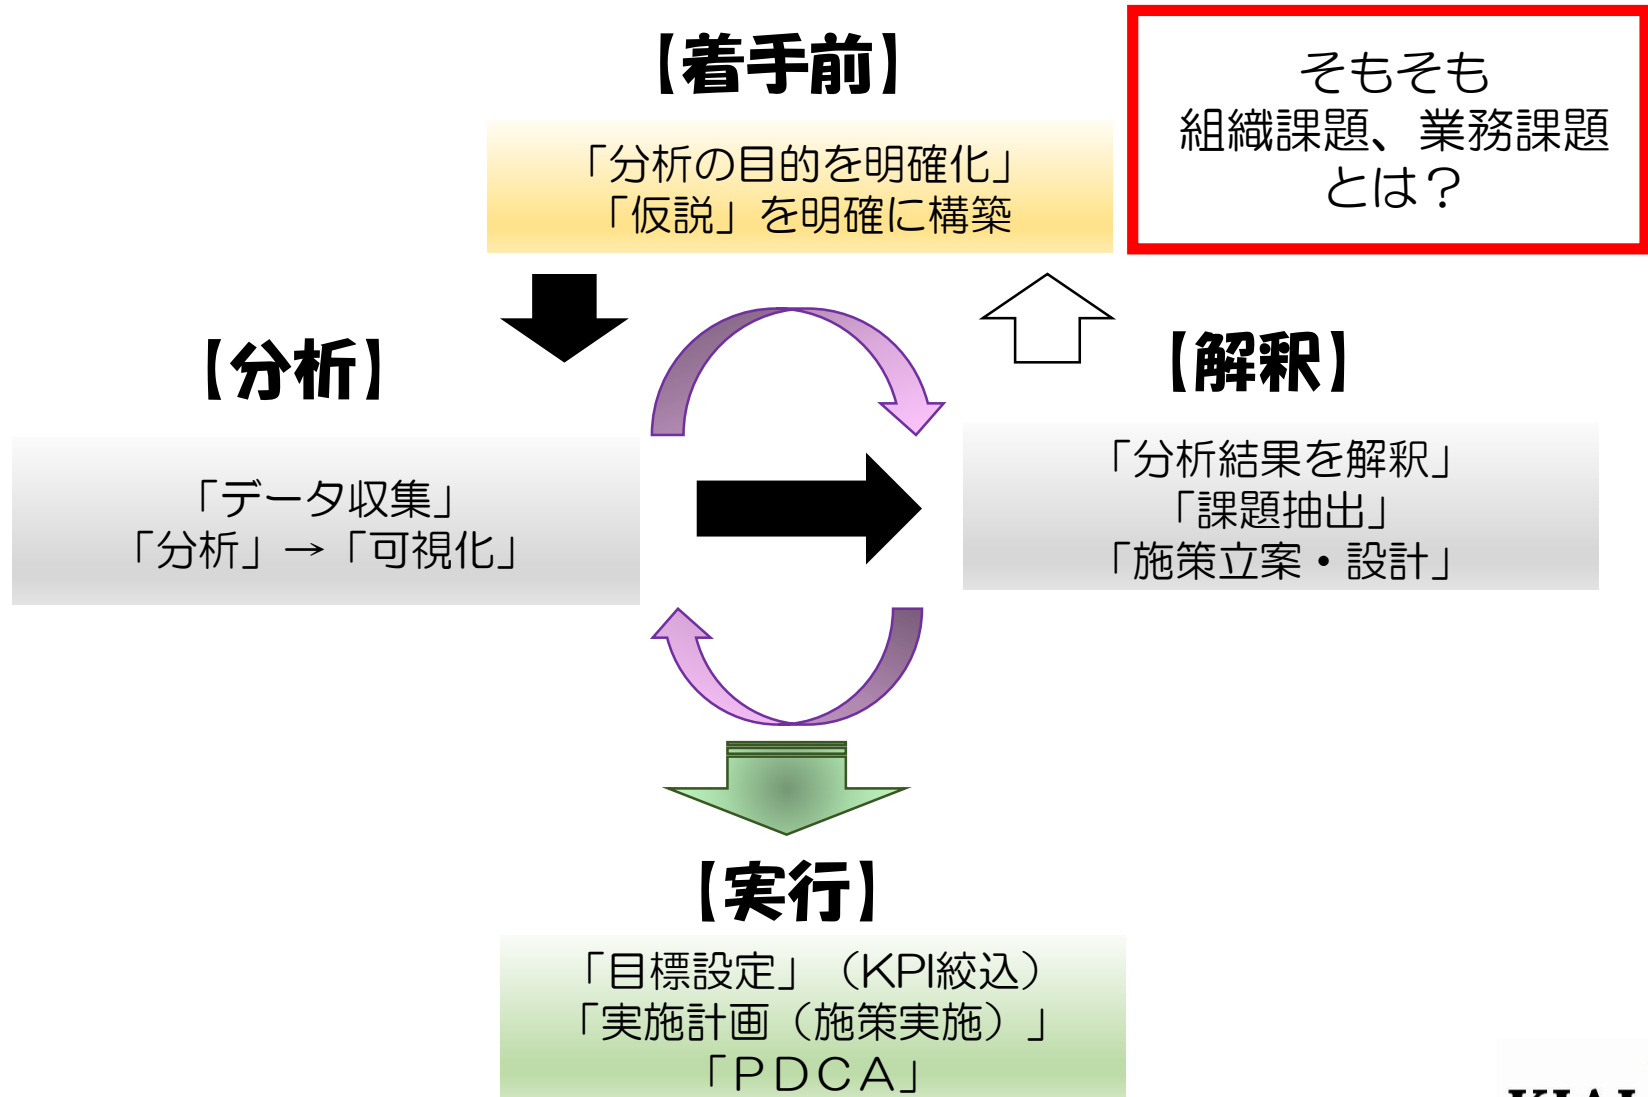 【着手前】
「分析の目的を明確化」
「仮説」を明確に構築
そもそも
組織課題、業務課題
とは？
【分析】
「データ収集」
「分析」→「可視化」
【解釈】
「分析結果を解釈」
「課題抽出」
「施策立案・設計」
【実行】
「目標設定」（KPI絞込）
「実施計画（施策実施）」
「ＰＤＣＡ」